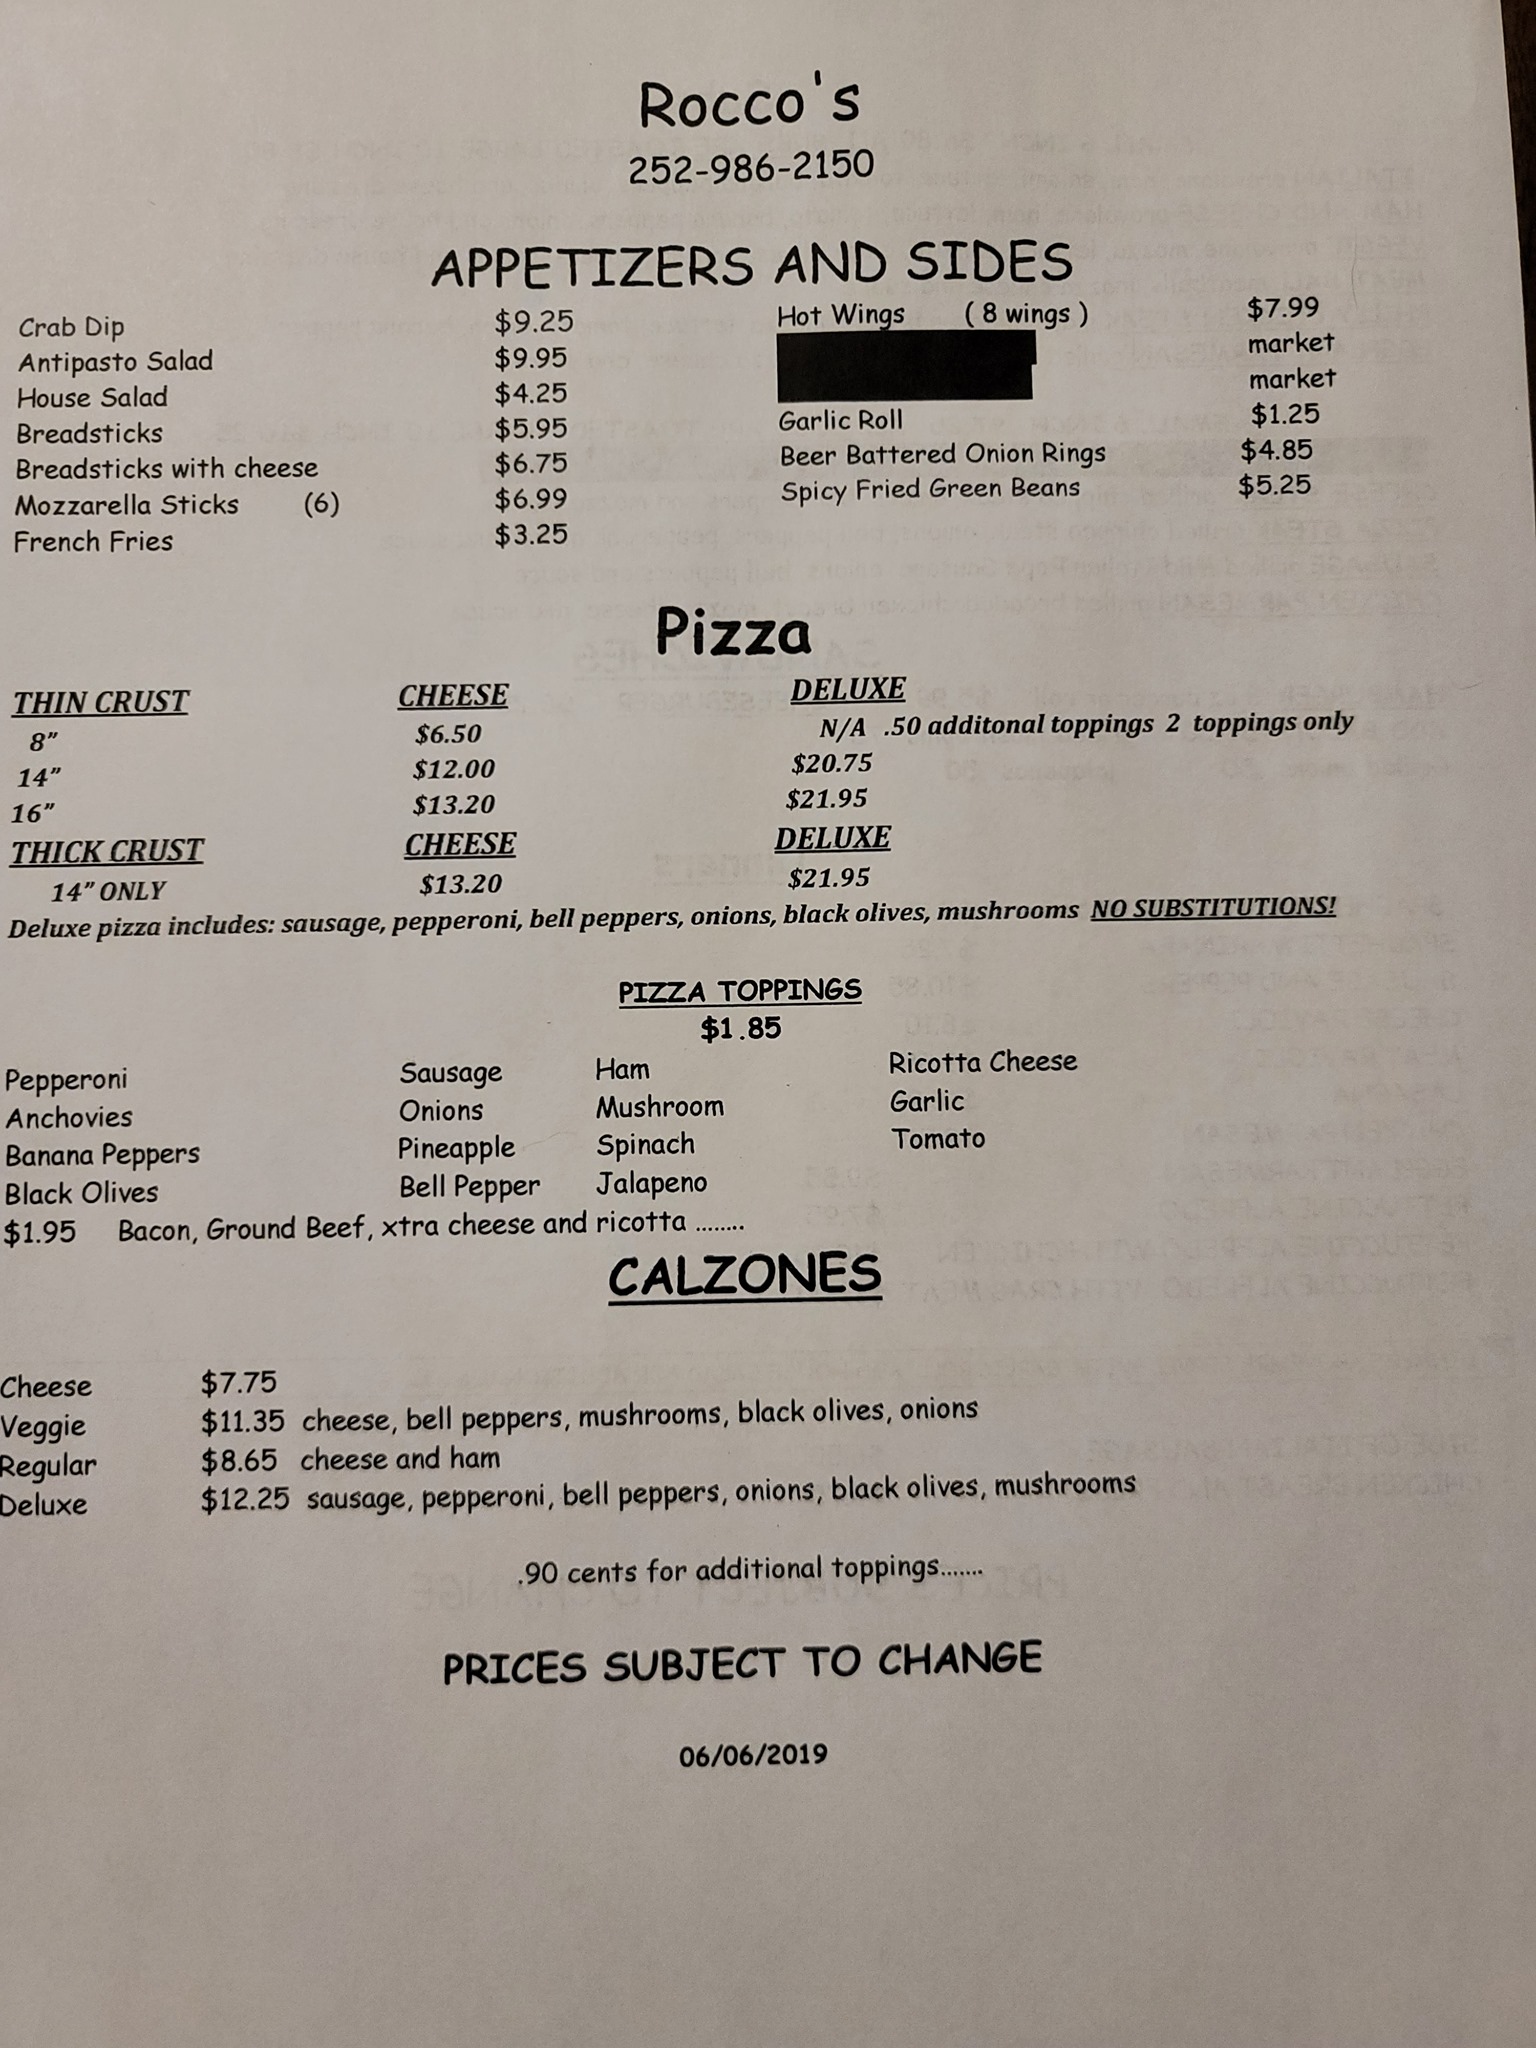 Rocco's
252-986-2150
APPETIZERS AND SIDES
Crab Dip $9.25
Antipasto Salad $9.95
House Salad $4.25
Breadsticks $5.95
Breadsticks with cheese $6.75
Mozzarella Sticks (6) $6.99
French Fries $3.25
Hot Wings ( 8 wings ) $7.99
market
market
Garlic Roll $1.25
Beer Battered Onion Rings $4.85
Spicy Fried Green Beans $5.25
Pizza
THIN CRUST CHEESE DELUXE
8” $6.50 N/A .50 additonal toppings 2 toppings only
14” $12.00 $20.75
16” $13.20 $21.95
THICK CRUST CHEESE DELUXE
14” ONLY $13.20 $21.95
Deluxe pizza includes: sausage, pepperoni, bell peppers, onions, black olives, mushrooms NO SUBSTITUTIONS!
PIZZA TOPPINGS
$1.85
Pepperoni Sausage Ham Ricotta Cheese
Anchovies Onions Mushroom Garlic
Banana Peppers Pineapple Spinach Tomato
Black Olives Bell Pepper Jalapeno
$1.95 Bacon, Ground Beef, xtra cheese and ricotta ........
CALZONES
Cheese $7.75
Veggie $11.35 cheese, bell peppers, mushrooms, black olives, onions
Regular $8.65 cheese and ham
Deluxe $12.25 sausage, pepperoni, bell peppers, onions, black olives, mushrooms
.90 cents for additional toppings.......
PRICES SUBJECT TO CHANGE
06/06/2019